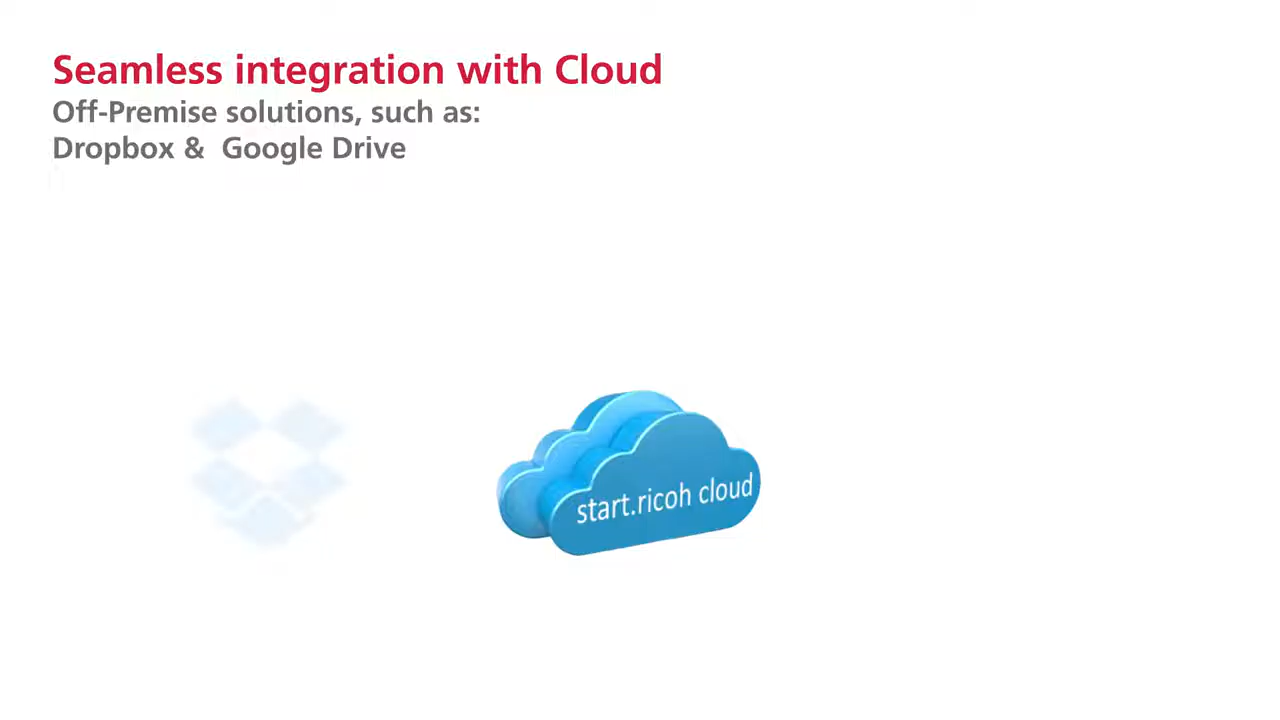 Seamless integration with Cloud
Off-Premise solutions, such as:
Dropbox & Google Drive
start.ricoh cloud